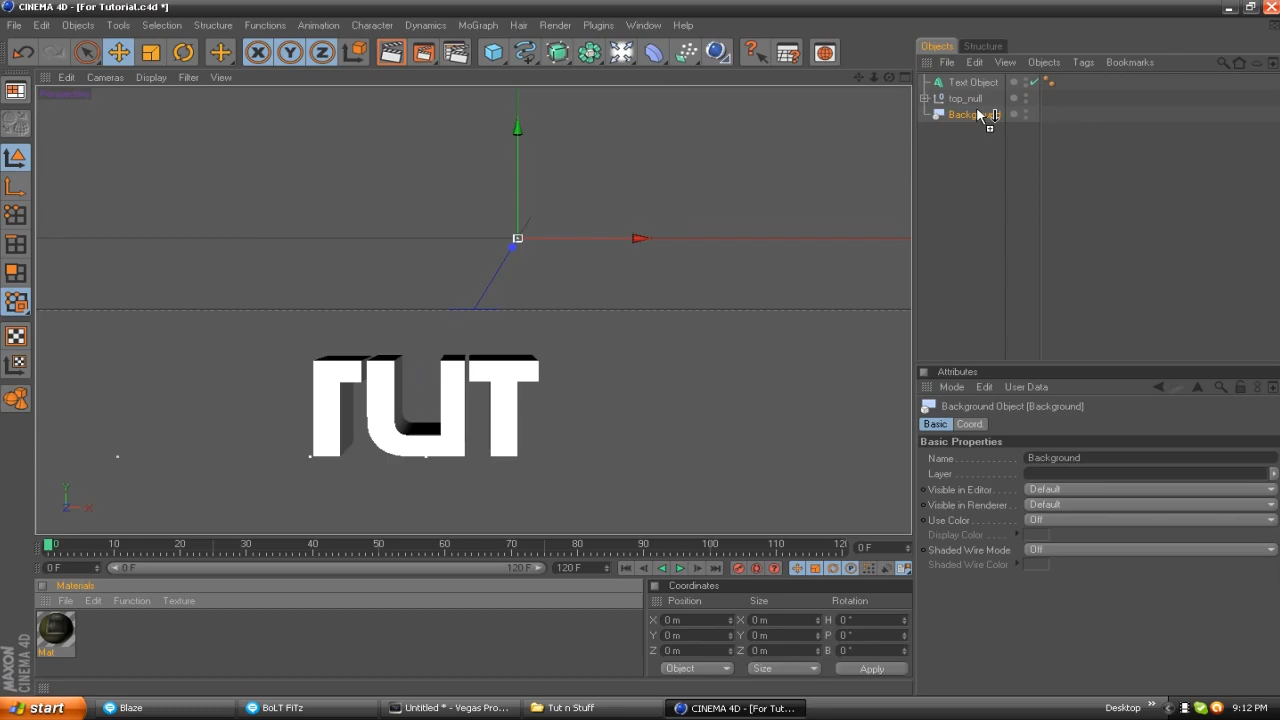 CINEMA 4D - [For Tutorial.c4d *]
File Edit Objects Tools Selection Structure Functions Animation Character Dynamics MoGraph Hair Render Plugins Window Help
Objects Structure
File Edit View Objects Tags Bookmarks
Edit Cameras Display Filter View
Perspective
Text Object
top_null
Background
TUT
Y
X
Attributes
Mode Edit User Data
Background Object [Background]
Basic Coord.
Basic Properties
Name Background
Layer
Visible in Editor Default
Visible in Renderer Default
Use Color Off
Display Color
Shaded Wire Mode Off
Shaded Wire Color
0 10 20 30 40 50 60 70 80 90 100 110 120 0 F
0 F 0 F 120 F 120 F
Materials
File Edit Function Texture
Mat
Coordinates
Position Size Rotation
X 0 m X 0 m H 0 °
Y 0 m Y 0 m P 0 °
Z 0 m Z 0 m B 0 °
Object Size Apply
MAXON CINEMA 4D
start Blaze BoLT FiTz Untitled * - Vegas Pro... Tut n Stuff CINEMA 4D - [For Tut... Desktop 9:12 PM